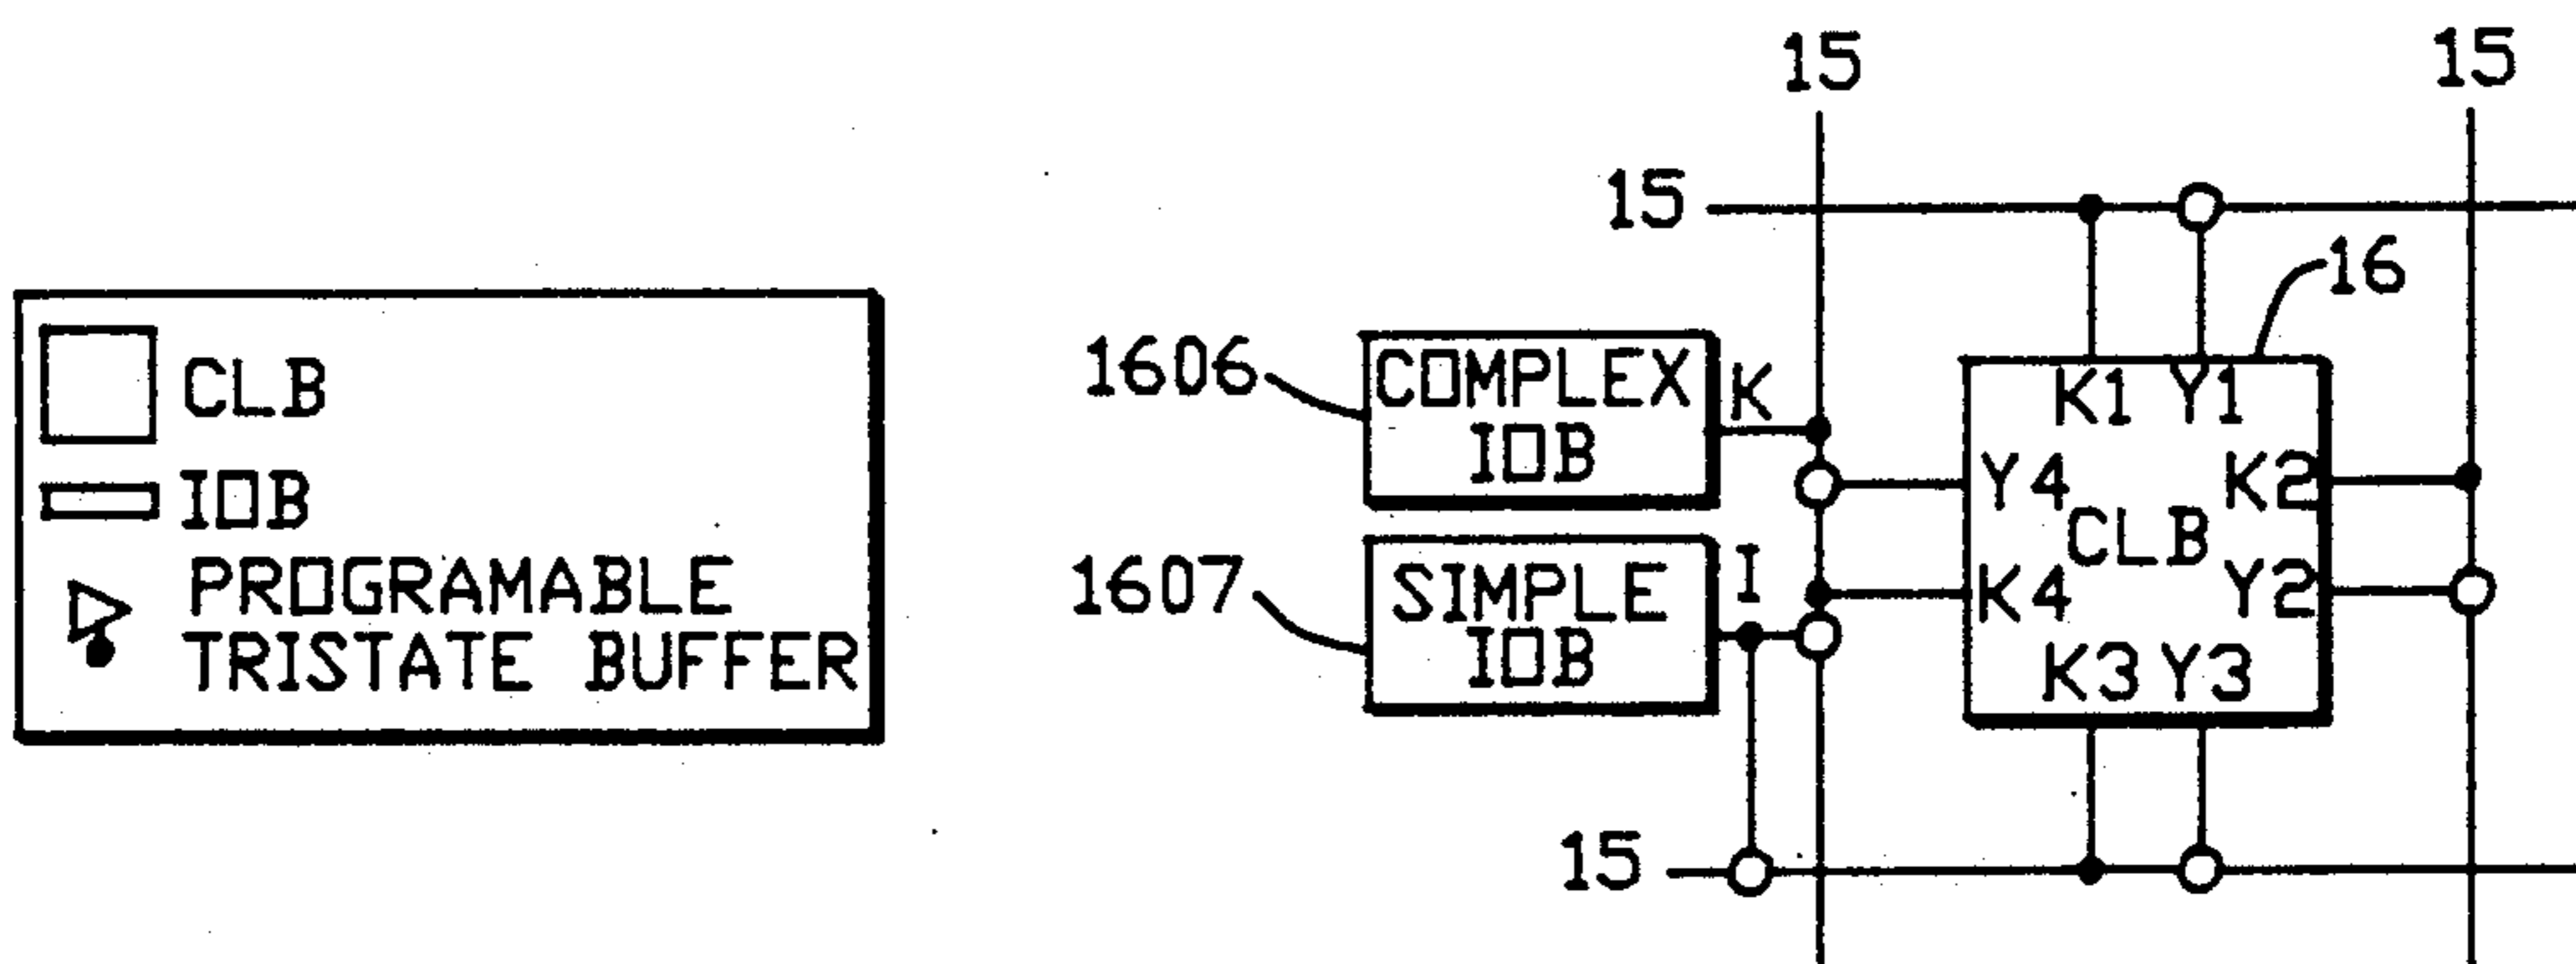 15
15
15
16
CLB
IOB
PROGRAMABLE
TRISTATE BUFFER
1606
COMPLEX
IOB
K
1607
SIMPLE
IOB
I
K1 Y1
Y4
K2
CLB
K4
Y2
K3 Y3
15